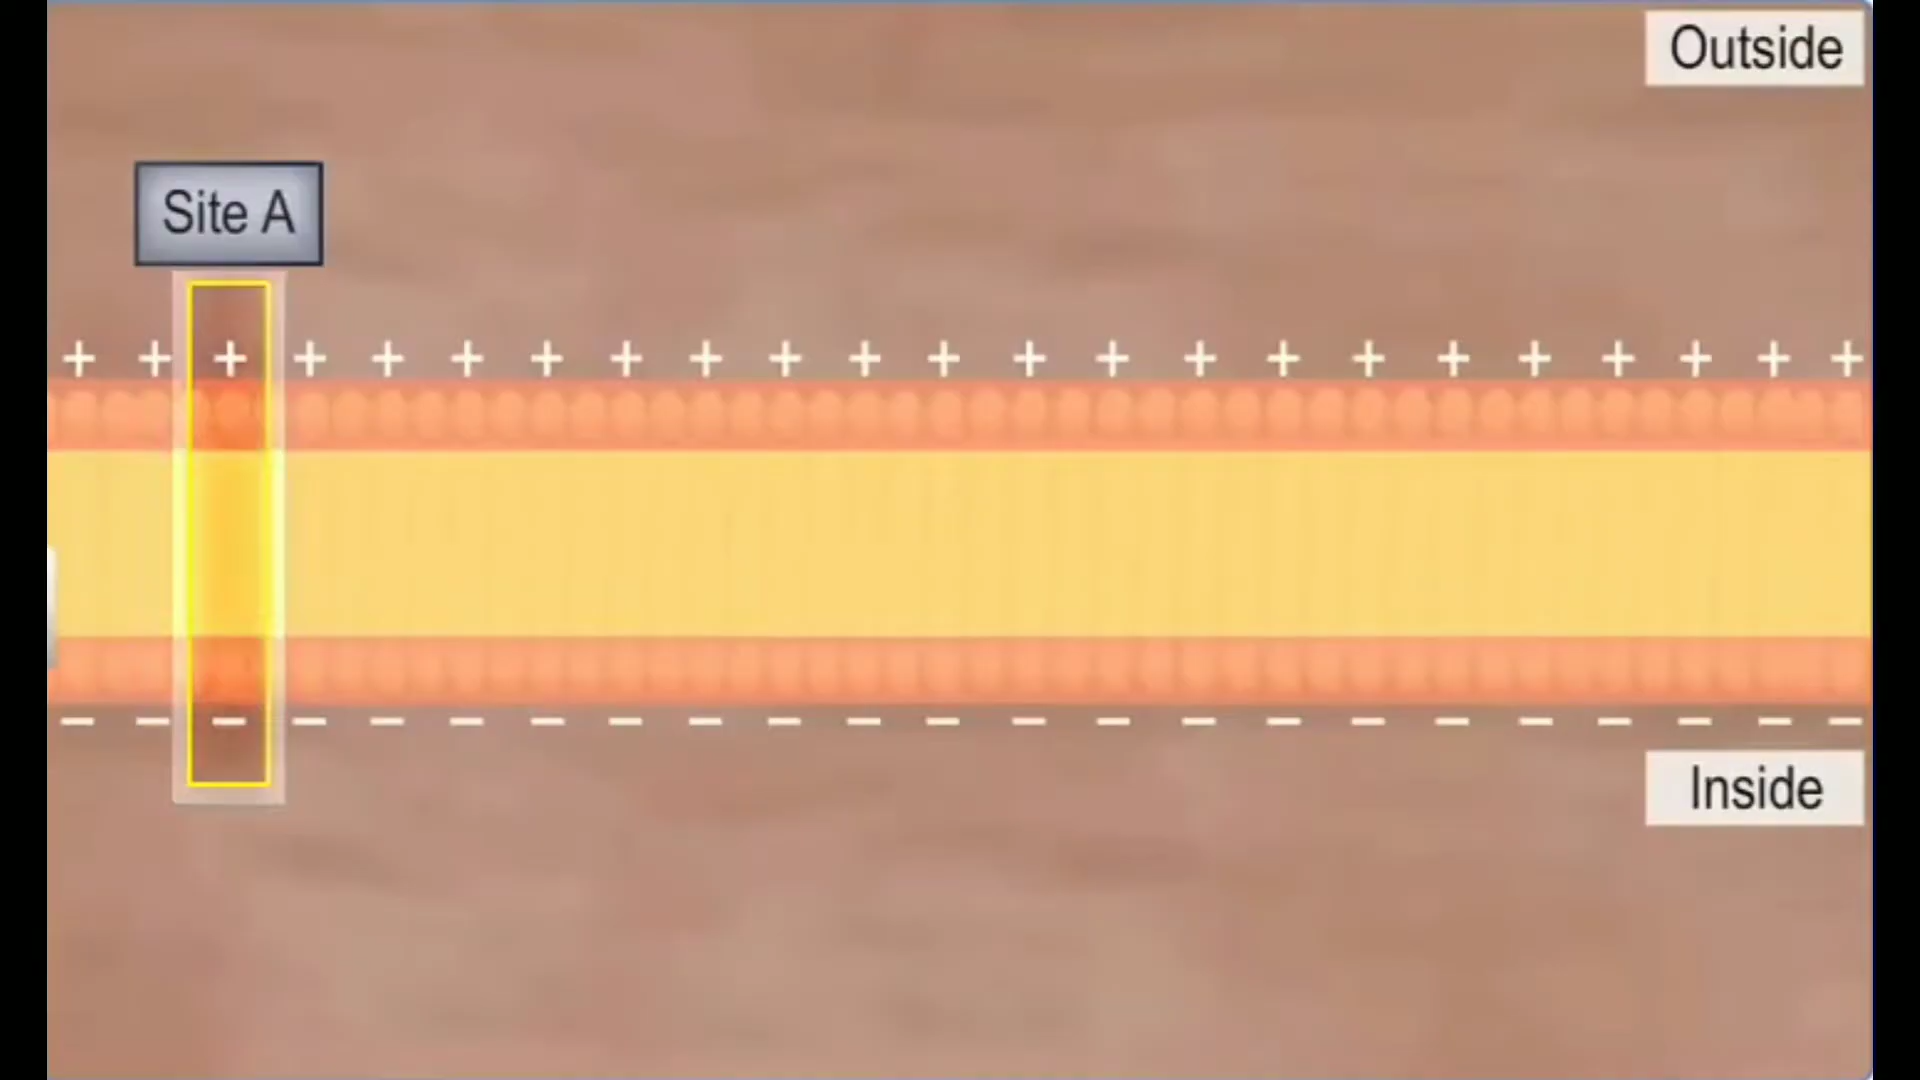 Outside
Site A
+ + + + + + + + + + + + + + + + + + + + + + +
− − − − − − − − − − − − − − − − − − − − − − −
Inside